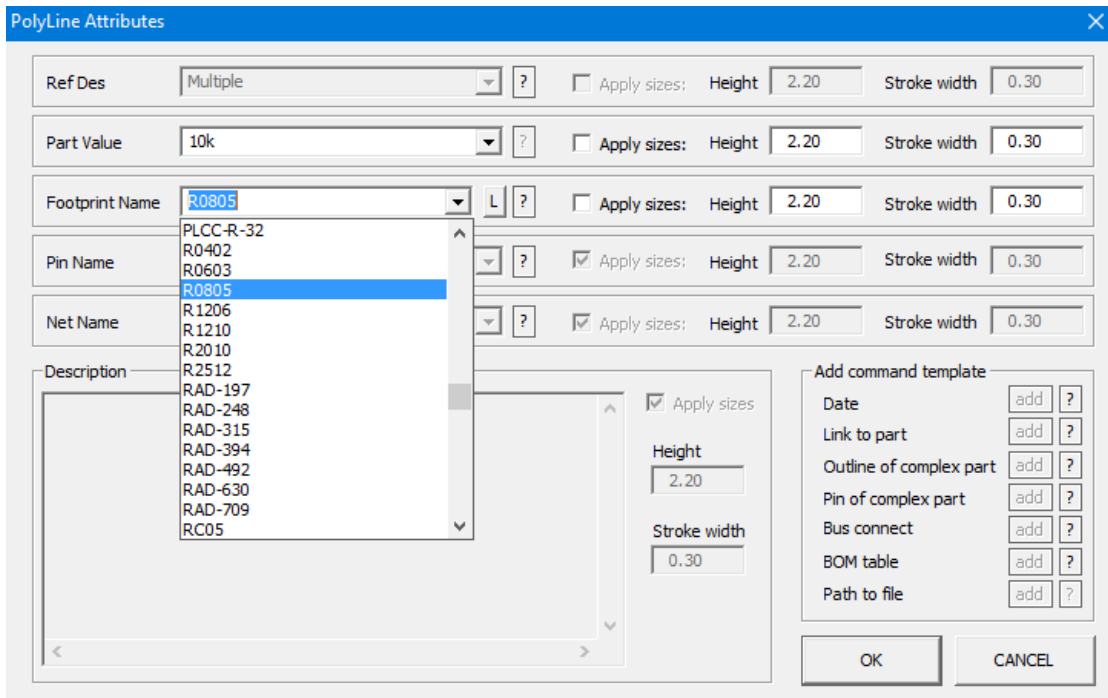 PolyLine Attributes
Ref Des Multiple ? Apply sizes: Height 2.20 Stroke width 0.30
Part Value 10k ? Apply sizes: Height 2.20 Stroke width 0.30
Footprint Name R0805 L ? Apply sizes: Height 2.20 Stroke width 0.30
PLCC-R-32
R0402
R0603
R0805
R1206
R1210
R2010
R2512
RAD-197
RAD-248
RAD-315
RAD-394
RAD-492
RAD-630
RAD-709
RC05
Pin Name ? Apply sizes: Height 2.20 Stroke width 0.30
Net Name ? Apply sizes: Height 2.20 Stroke width 0.30
Description
Apply sizes
Height
2.20
Stroke width
0.30
Add command template
Date add ?
Link to part add ?
Outline of complex part add ?
Pin of complex part add ?
Bus connect add ?
BOM table add ?
Path to file add ?
OK CANCEL